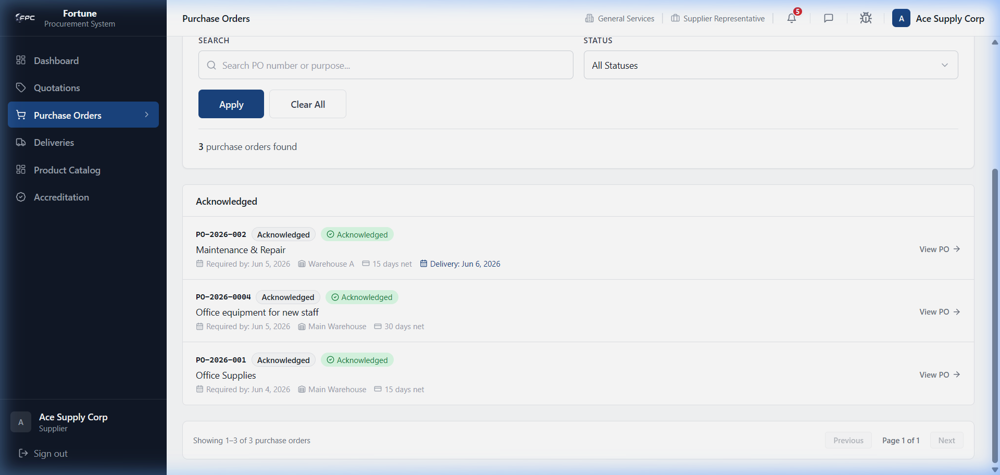 FPC
Fortune
Procurement System
Dashboard
Quotations
Purchase Orders
Deliveries
Product Catalog
Accreditation
A
Ace Supply Corp
Supplier
Sign out
Purchase Orders
General Services
Supplier Representative
5
A
Ace Supply Corp
SEARCH
STATUS
Search PO number or purpose...
All Statuses
Apply
Clear All
3 purchase orders found
Acknowledged
PO-2026-002 Acknowledged Acknowledged
Maintenance & Repair
Required by: Jun 5, 2026 Warehouse A 15 days net Delivery: Jun 6, 2026
View PO
PO-2026-0004 Acknowledged Acknowledged
Office equipment for new staff
Required by: Jun 5, 2026 Main Warehouse 30 days net
View PO
PO-2026-001 Acknowledged Acknowledged
Office Supplies
Required by: Jun 4, 2026 Main Warehouse 15 days net
View PO
Showing 1–3 of 3 purchase orders
Previous
Page 1 of 1
Next